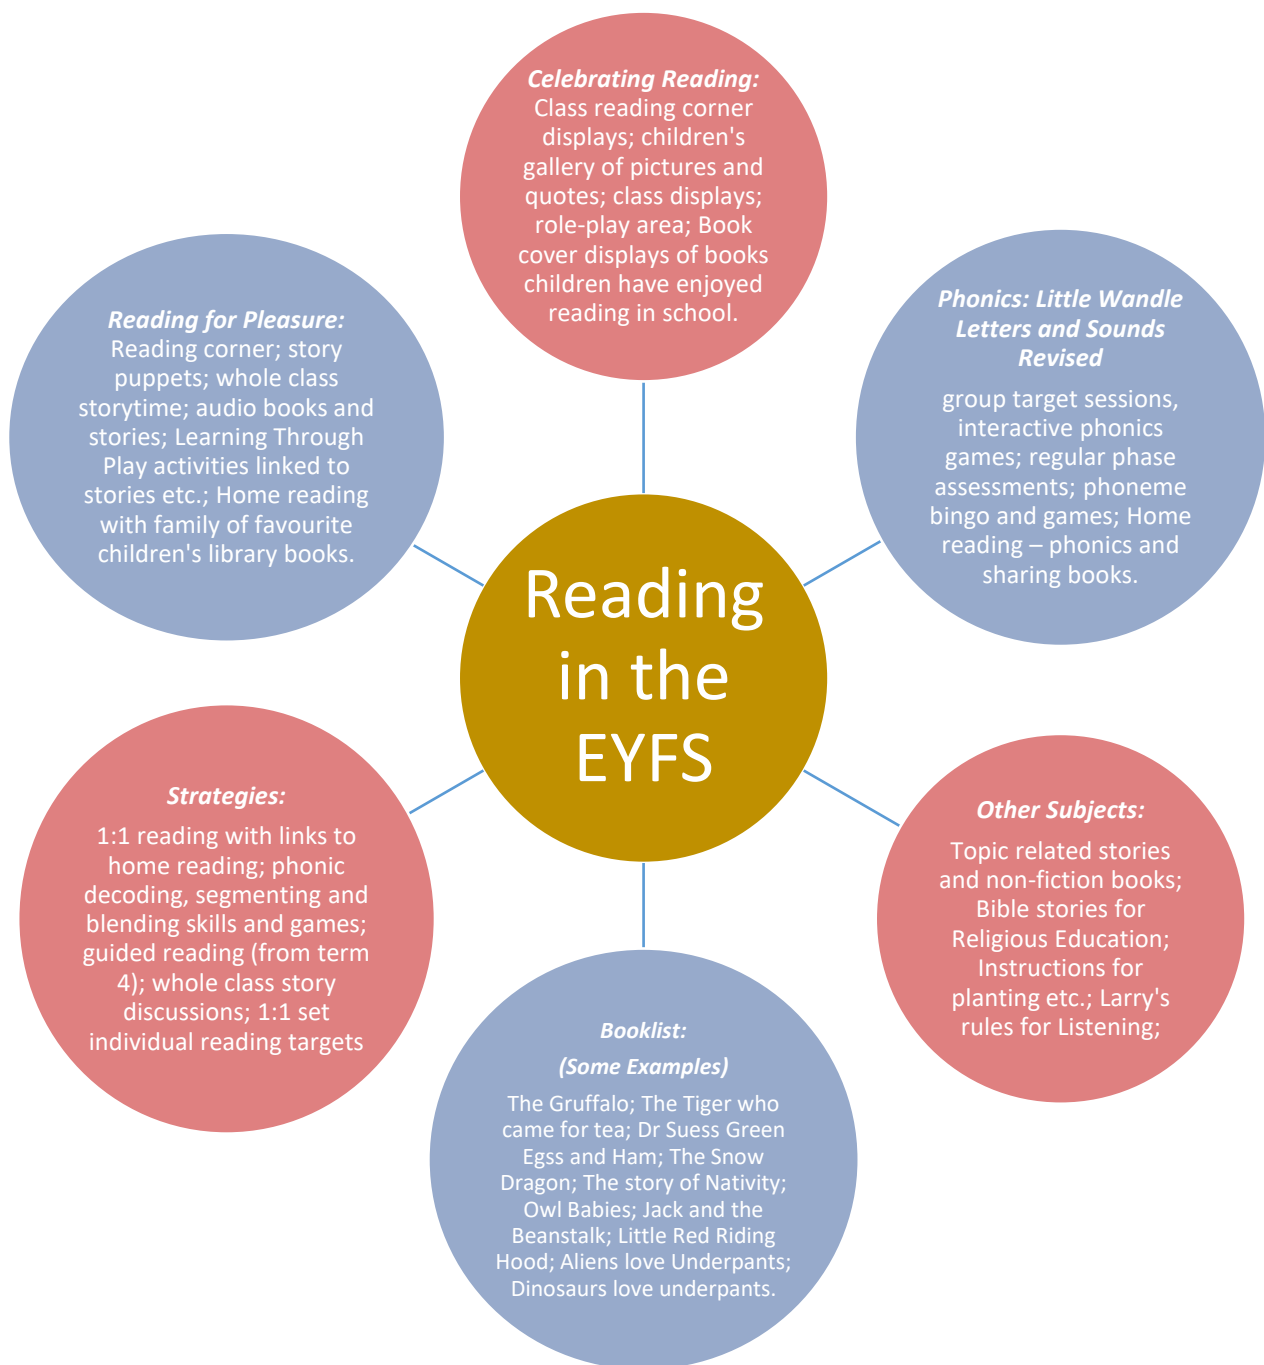 Celebrating Reading:
Class reading corner
displays; children's
gallery of pictures and
quotes; class displays;
role-play area; Book
cover displays of books
children have enjoyed
reading in school.
Phonics: Little Wandle
Letters and Sounds
Revised
group target sessions,
interactive phonics
games; regular phase
assessments; phoneme
bingo and games; Home
reading – phonics and
sharing books.
Other Subjects:
Topic related stories
and non-fiction books;
Bible stories for
Religious Education;
Instructions for
planting etc.; Larry's
rules for Listening;
Booklist:
(Some Examples)
The Gruffalo; The Tiger who
came for tea; Dr Suess Green
Egss and Ham; The Snow
Dragon; The story of Nativity;
Owl Babies; Jack and the
Beanstalk; Little Red Riding
Hood; Aliens love Underpants;
Dinosaurs love underpants.
Strategies:
1:1 reading with links to
home reading; phonic
decoding, segmenting and
blending skills and games;
guided reading (from term
4); whole class story
discussions; 1:1 set
individual reading targets
Reading for Pleasure:
Reading corner; story
puppets; whole class
storytime; audio books and
stories; Learning Through
Play activities linked to
stories etc.; Home reading
with family of favourite
children's library books.
Reading
in the
EYFS